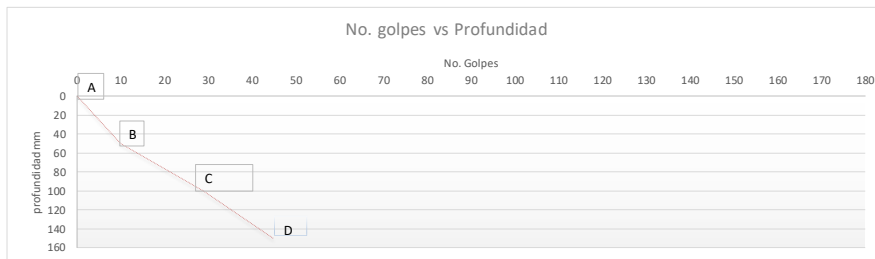 No. golpes vs Profundidad
No. Golpes
0 10 20 30 40 50 60 70 80 90 100 110 120 130 140 150 160 170 180
profundidad mm
0
20
40
60
80
100
120
140
160
A
B
C
D